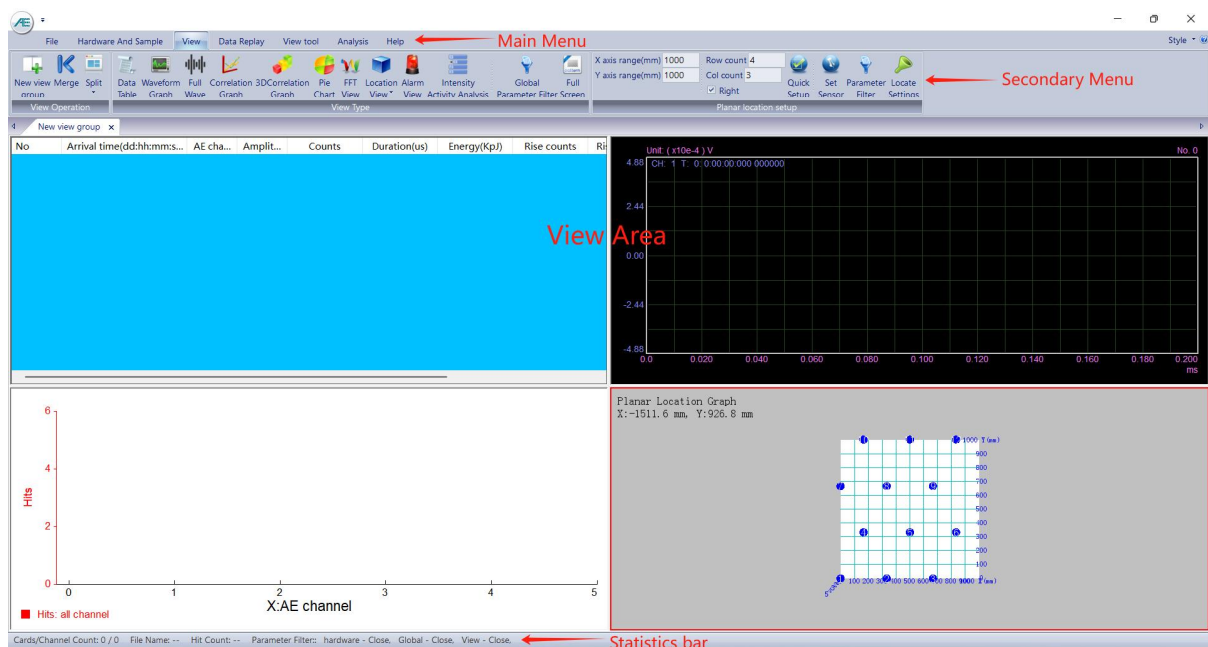 AE
File Hardware And Sample View Data Replay View tool Analysis Help Main Menu Style
X axis range(mm) 1000 Row count 4
Y axis range(mm) 1000 Col count 3
Right
New view group Merge Split Data Table Waveform Graph Full Wave Correlation Graph 3DCorrelation Graph Pie Chart FFT View Location View Alarm View Intensity Activity Analysis Global Parameter Filter Full Screen Quick Setup Set Sensor Parameter Filter Locate Settings
Secondary Menu
View Operation View Type Planar location setup
New view group x
No Arrival time(dd:hh:mm:s... AE cha... Amplit... Counts Duration(us) Energy(KpJ) Rise counts Ri
Unit: ( x10e-4 ) V No. 0
4.88 CH: 1 T: 0:0:00:00:000 000000
2.44
View Area
0.00
-2.44
-4.88
0.0 0.020 0.040 0.060 0.080 0.100 0.120 0.140 0.160 0.180 0.200
ms
6
4
Hits
2
0
0 1 2 3 4 5
X:AE channel
Hits: all channel
Planar Location Graph
X:-1511.6 mm, Y:926.8 mm
1000 Y(mm)
900
800
700
600
500
400
300
200
100
7 8 9
4 5 6
Cards/Channel Count: 0 / 0 File Name: -- Hit Count: -- Parameter Filter:: hardware - Close, Global - Close, View - Close,
Statistics bar